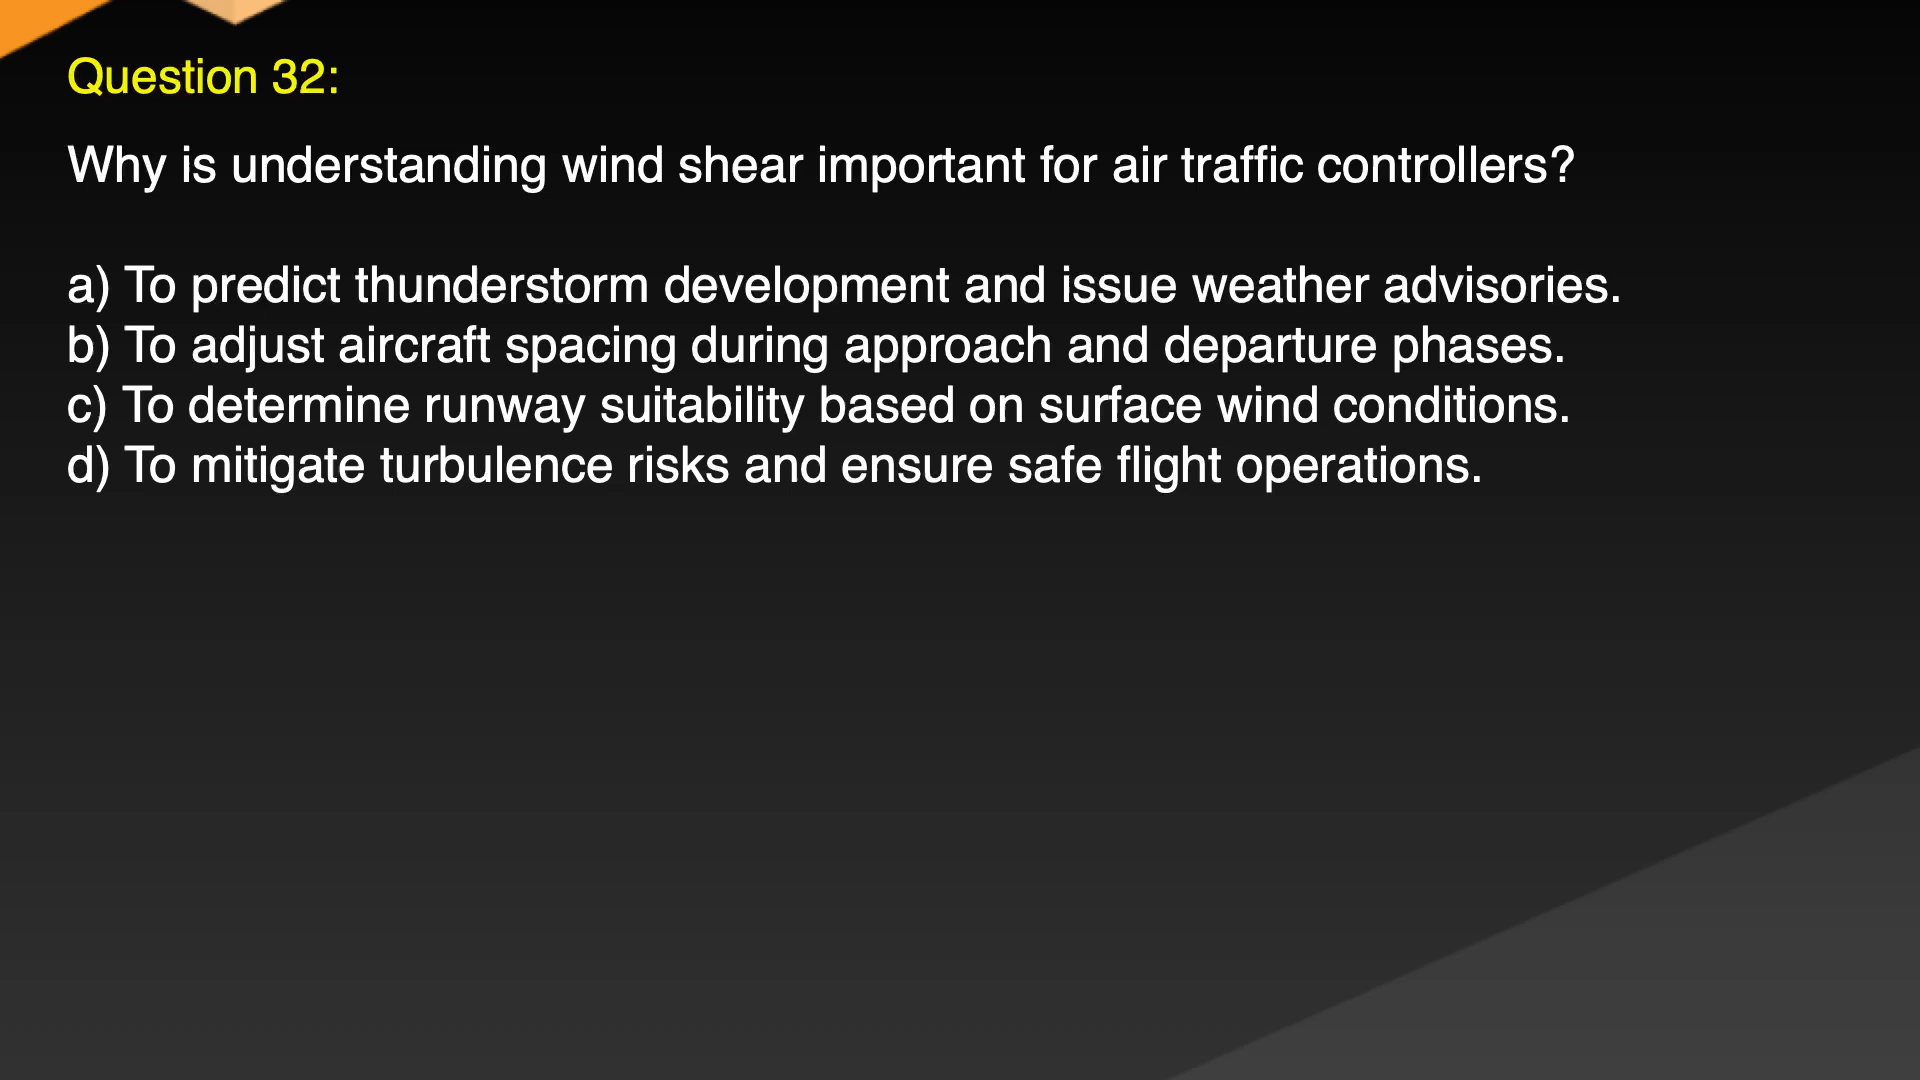 Question 32:
Why is understanding wind shear important for air traffic controllers?
a) To predict thunderstorm development and issue weather advisories.
b) To adjust aircraft spacing during approach and departure phases.
c) To determine runway suitability based on surface wind conditions.
d) To mitigate turbulence risks and ensure safe flight operations.